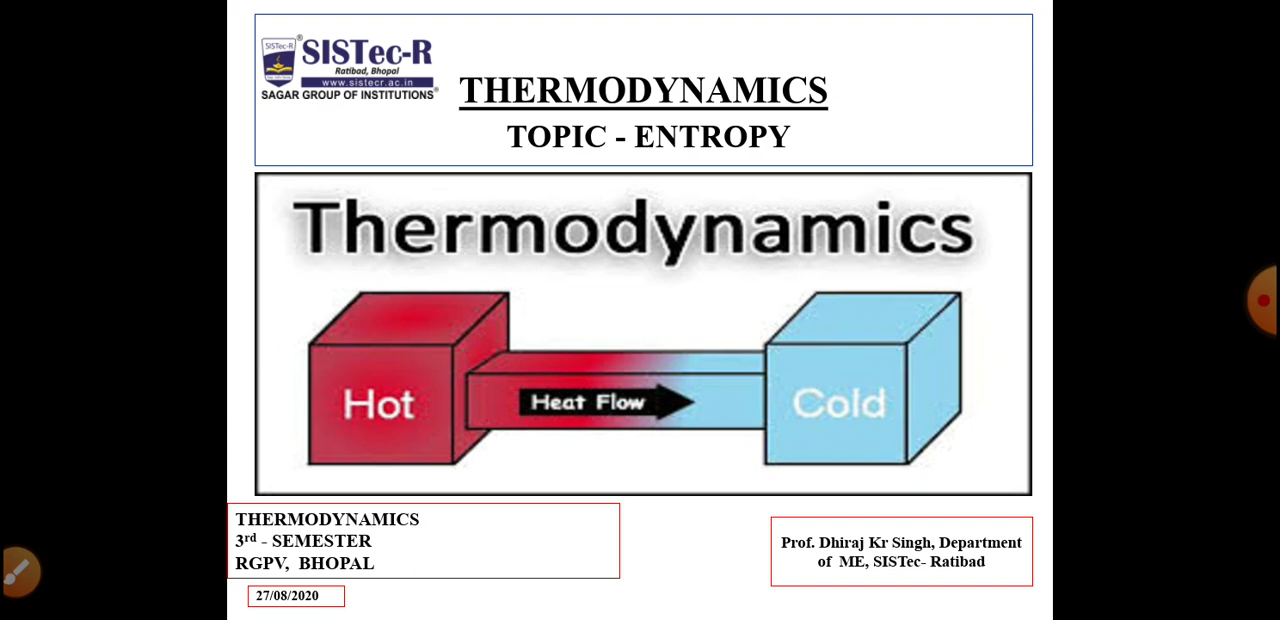 SISTec-R®
SISTec-R
Ratibad, Bhopal
www.sistecr.ac.in
SAGAR GROUP OF INSTITUTIONS®
THERMODYNAMICS
TOPIC - ENTROPY
Thermodynamics
Hot
Heat Flow
Cold
THERMODYNAMICS
3rd - SEMESTER
RGPV, BHOPAL
Prof. Dhiraj Kr Singh, Department
of ME, SISTec- Ratibad
27/08/2020